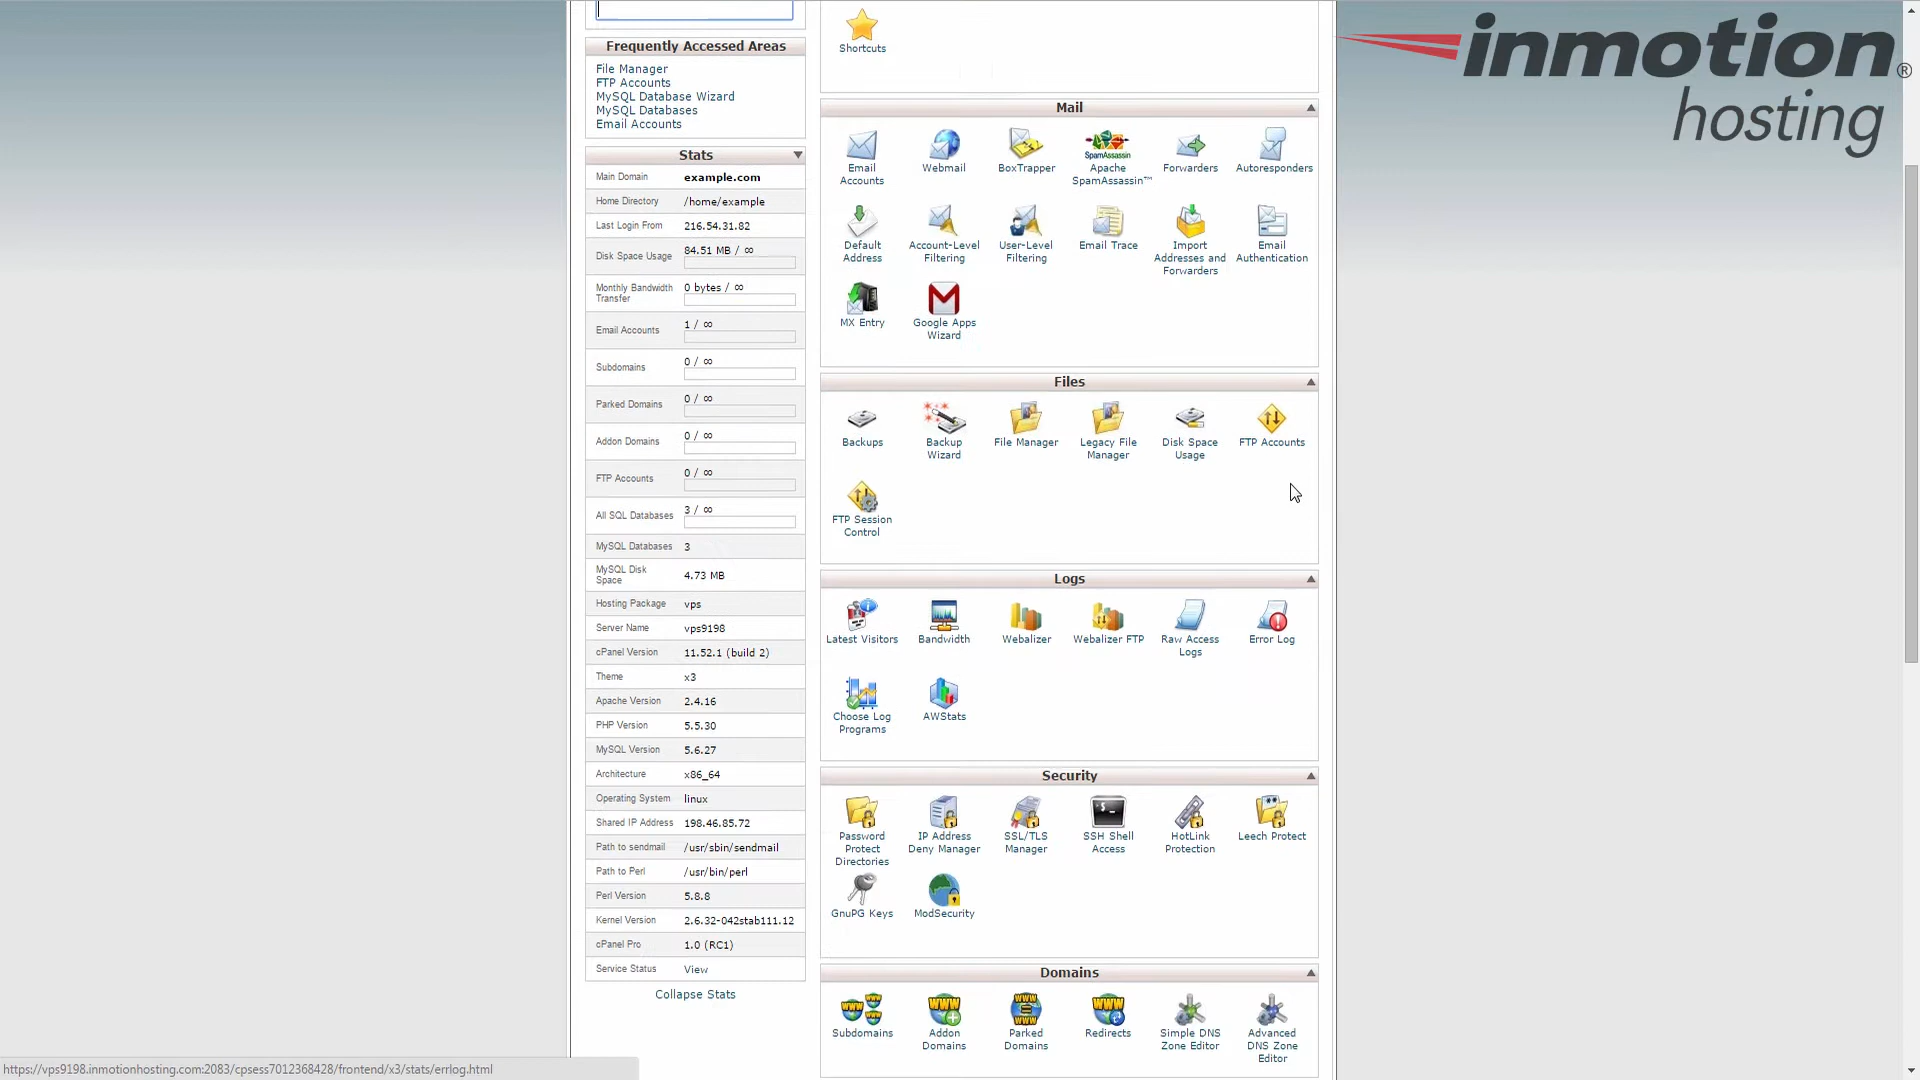 inmotion®
hosting
Frequently Accessed Areas
File Manager
FTP Accounts
MySQL Database Wizard
MySQL Databases
Email Accounts
Stats
Main Domain example.com
Home Directory /home/example
Last Login From 216.54.31.82
Disk Space Usage 84.51 MB / ∞
Monthly Bandwidth
Transfer 0 bytes / ∞
Email Accounts 1 / ∞
Subdomains 0 / ∞
Parked Domains 0 / ∞
Addon Domains 0 / ∞
FTP Accounts 0 / ∞
All SQL Databases 3 / ∞
MySQL Databases 3
MySQL Disk
Space 4.73 MB
Hosting Package vps
Server Name vps9198
cPanel Version 11.52.1 (build 2)
Theme x3
Apache Version 2.4.16
PHP Version 5.5.30
MySQL Version 5.6.27
Architecture x86_64
Operating System linux
Shared IP Address 198.46.85.72
Path to sendmail /usr/sbin/sendmail
Path to Perl /usr/bin/perl
Perl Version 5.8.8
Kernel Version 2.6.32-042stab111.12
cPanel Pro 1.0 (RC1)
Service Status View
Collapse Stats
Shortcuts
Mail
Email
Accounts
Webmail
BoxTrapper
SpamAssassin
Apache
SpamAssassin™
Forwarders
Autoresponders
Default
Address
Account-Level
Filtering
User-Level
Filtering
Email Trace
Import
Addresses and
Forwarders
Email
Authentication
MX Entry
Google Apps
Wizard
Files
Backups
Backup
Wizard
File Manager
Legacy File
Manager
Disk Space
Usage
FTP Accounts
FTP Session
Control
Logs
Latest Visitors
Bandwidth
Webalizer
Webalizer FTP
Raw Access
Logs
Error Log
Choose Log
Programs
AWStats
Security
Password
Protect
Directories
IP Address
Deny Manager
SSL/TLS
Manager
SSH Shell
Access
HotLink
Protection
Leech Protect
GnuPG Keys
ModSecurity
Domains
Subdomains
Addon
Domains
Parked
Domains
Redirects
Simple DNS
Zone Editor
Advanced
DNS Zone
Editor
https://vps9198.inmotionhosting.com:2083/cpsess7012368428/frontend/x3/stats/errlog.html